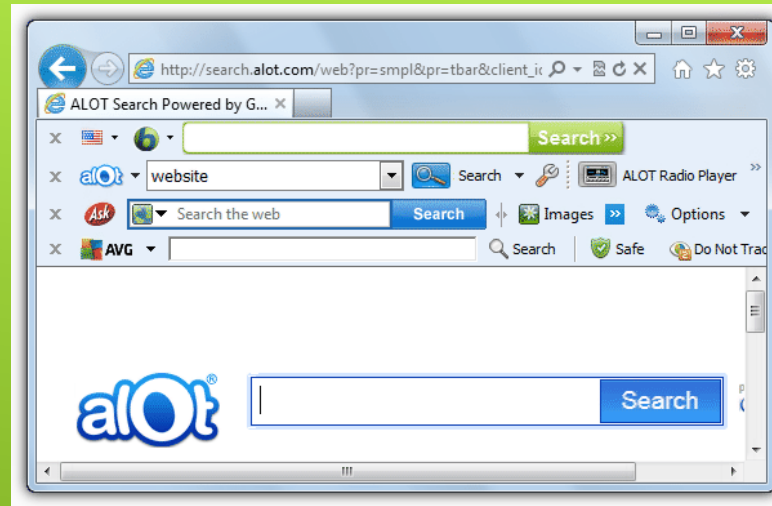 http://search.alot.com/web?pr=smpl&pr=tbar&client_ic
ALOT Search Powered by G...
Search
alot website Search ALOT Radio Player
Ask Search the web Search Images Options
AVG Search Safe Do Not Trac
alot® Search